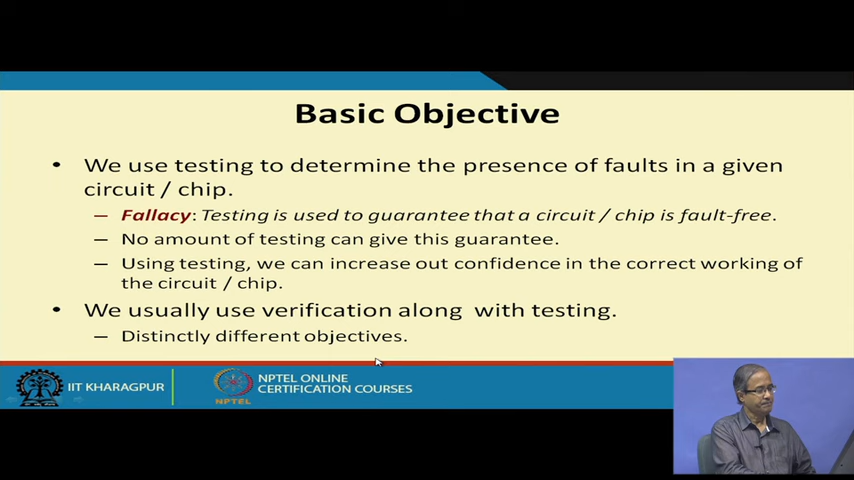 Basic Objective
• We use testing to determine the presence of faults in a given
circuit / chip.
– Fallacy: Testing is used to guarantee that a circuit / chip is fault-free.
– No amount of testing can give this guarantee.
– Using testing, we can increase out confidence in the correct working of
the circuit / chip.
• We usually use verification along with testing.
– Distinctly different objectives.
IIT KHARAGPUR
NPTEL
NPTEL ONLINE
CERTIFICATION COURSES